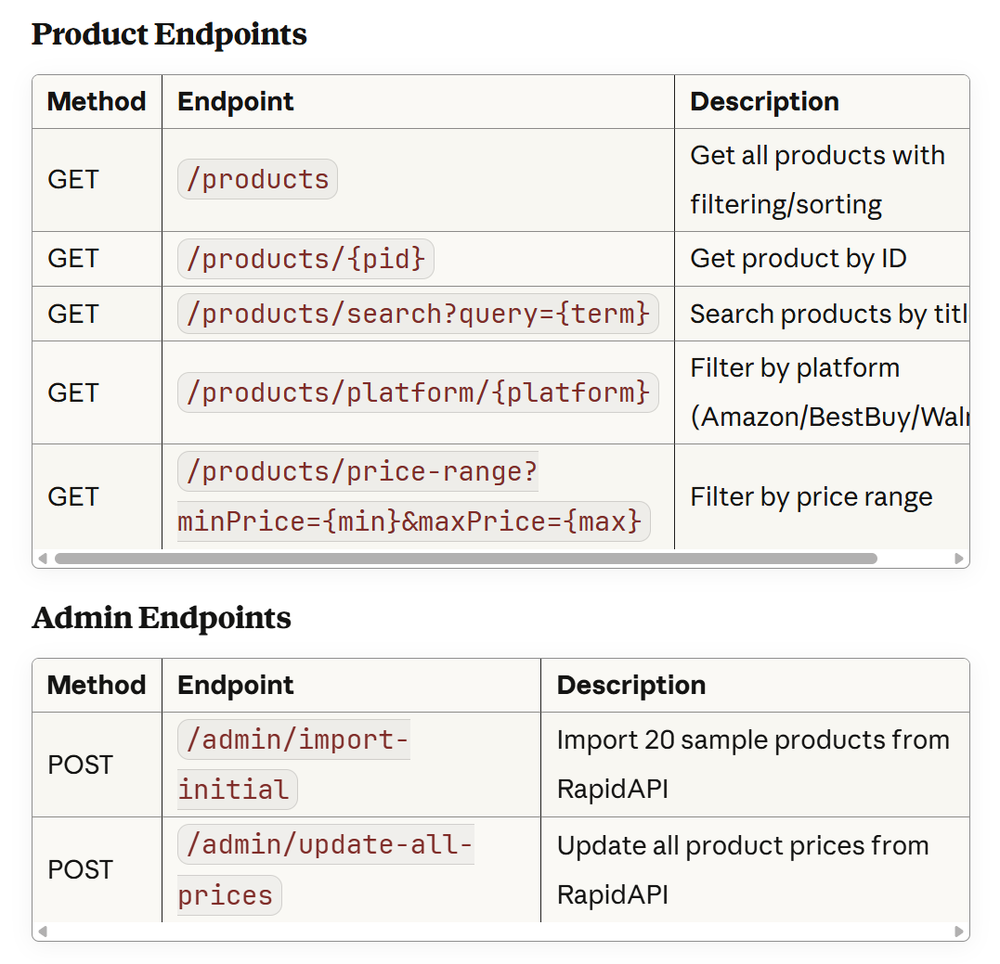 Product Endpoints
Method Endpoint Description
GET /products Get all products with
filtering/sorting
GET /products/{pid} Get product by ID
GET /products/search?query={term} Search products by titl
GET /products/platform/{platform} Filter by platform
(Amazon/BestBuy/Wal
GET /products/price-range?
minPrice={min}&maxPrice={max} Filter by price range
Admin Endpoints
Method Endpoint Description
POST /admin/import-
initial Import 20 sample products from
RapidAPI
POST /admin/update-all-
prices Update all product prices from
RapidAPI